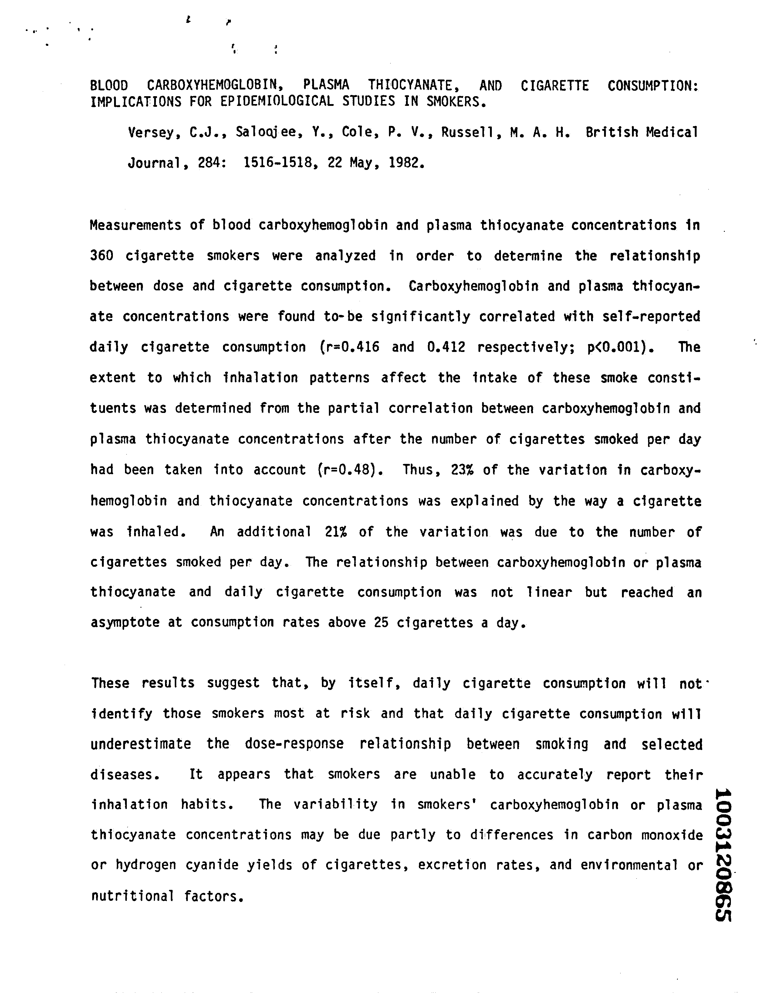 BLOOD CARBOXYHEMOGLOBIN, PLASMA THIOCYANATE, AND CIGARETTE CONSUMPTION:
IMPLICATIONS FOR EPIDEMIOLOGICAL STUDIES IN SMOKERS.
Versey, C.J., Saloojee, Y., Cole, P. V., Russell, M. A. H. British Medical
Journal, 284: 1516-1518, 22 May, 1982.
Measurements of blood carboxyhemoglobin and plasma thiocyanate concentrations in
360 cigarette smokers were analyzed in order to determine the relationship
between dose and cigarette consumption. Carboxyhemoglobin and plasma thiocyan-
ate concentrations were found to-be significantly correlated with self-reported
daily cigarette consumption (r=0.416 and 0.412 respectively; p<0.001). The
extent to which inhalation patterns affect the intake of these smoke consti-
tuents was determined from the partial correlation between carboxyhemoglobin and
plasma thiocyanate concentrations after the number of cigarettes smoked per day
had been taken into account (r=0.48). Thus, 23% of the variation in carboxy-
hemoglobin and thiocyanate concentrations was explained by the way a cigarette
was inhaled. An additional 21% of the variation was due to the number of
cigarettes smoked per day. The relationship between carboxyhemoglobin or plasma
thiocyanate and daily cigarette consumption was not linear but reached an
asymptote at consumption rates above 25 cigarettes a day.
These results suggest that, by itself, daily cigarette consumption will not
identify those smokers most at risk and that daily cigarette consumption will
underestimate the dose-response relationship between smoking and selected
diseases. It appears that smokers are unable to accurately report their
inhalation habits. The variability in smokers' carboxyhemoglobin or plasma
thiocyanate concentrations may be due partly to differences in carbon monoxide
or hydrogen cyanide yields of cigarettes, excretion rates, and environmental or
nutritional factors.
1003120865